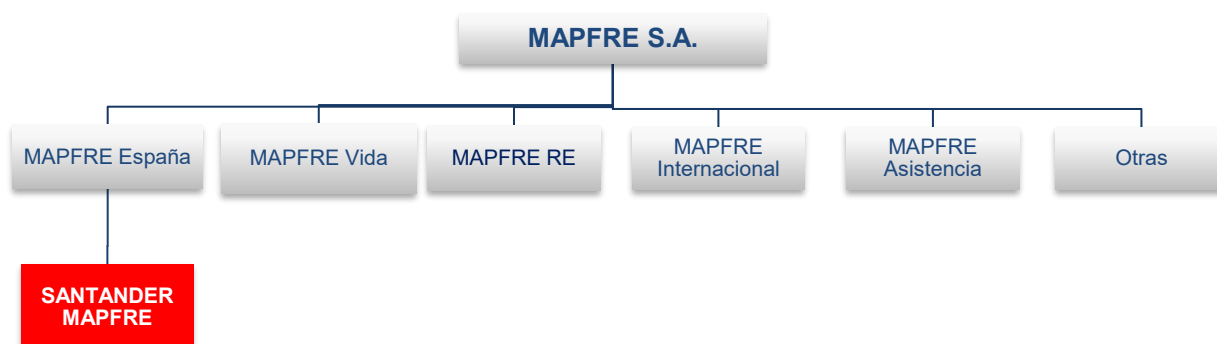 MAPFRE S.A.
MAPFRE España
MAPFRE Vida
MAPFRE RE
MAPFRE
Internacional
MAPFRE
Asistencia
Otras
SANTANDER
MAPFRE